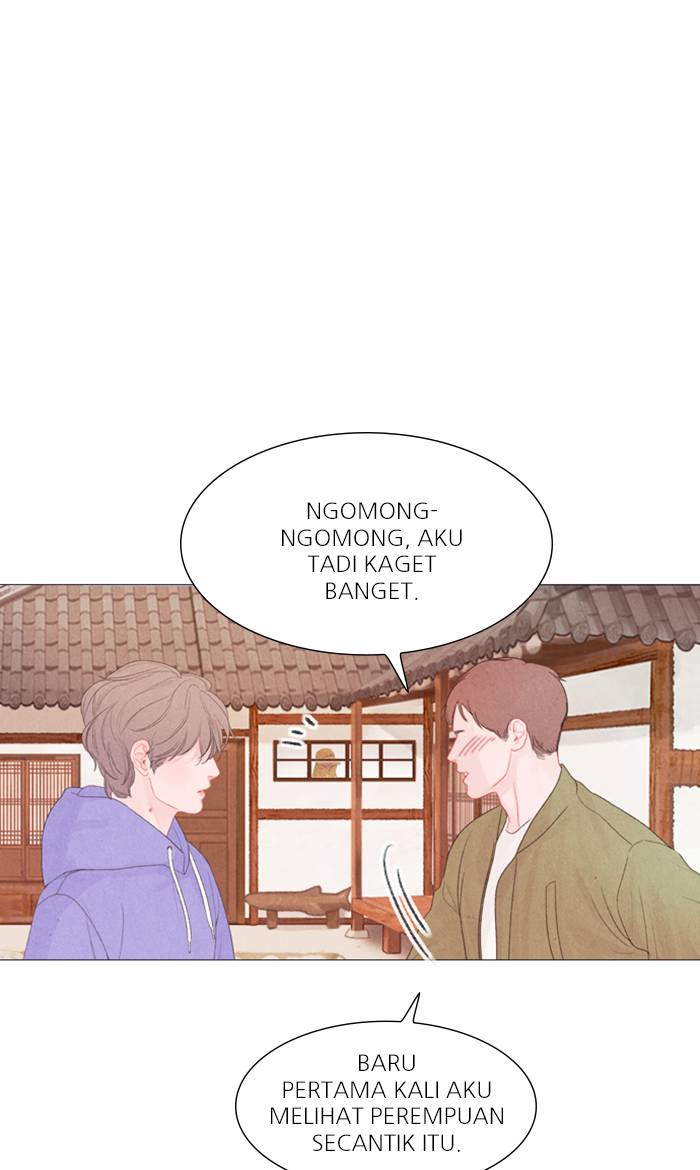 NGOMONG-
NGOMONG, AKU
TADI KAGET
BANGET.
BARU
PERTAMA KALI AKU
MELIHAT PEREMPUAN
SECANTIK ITU.